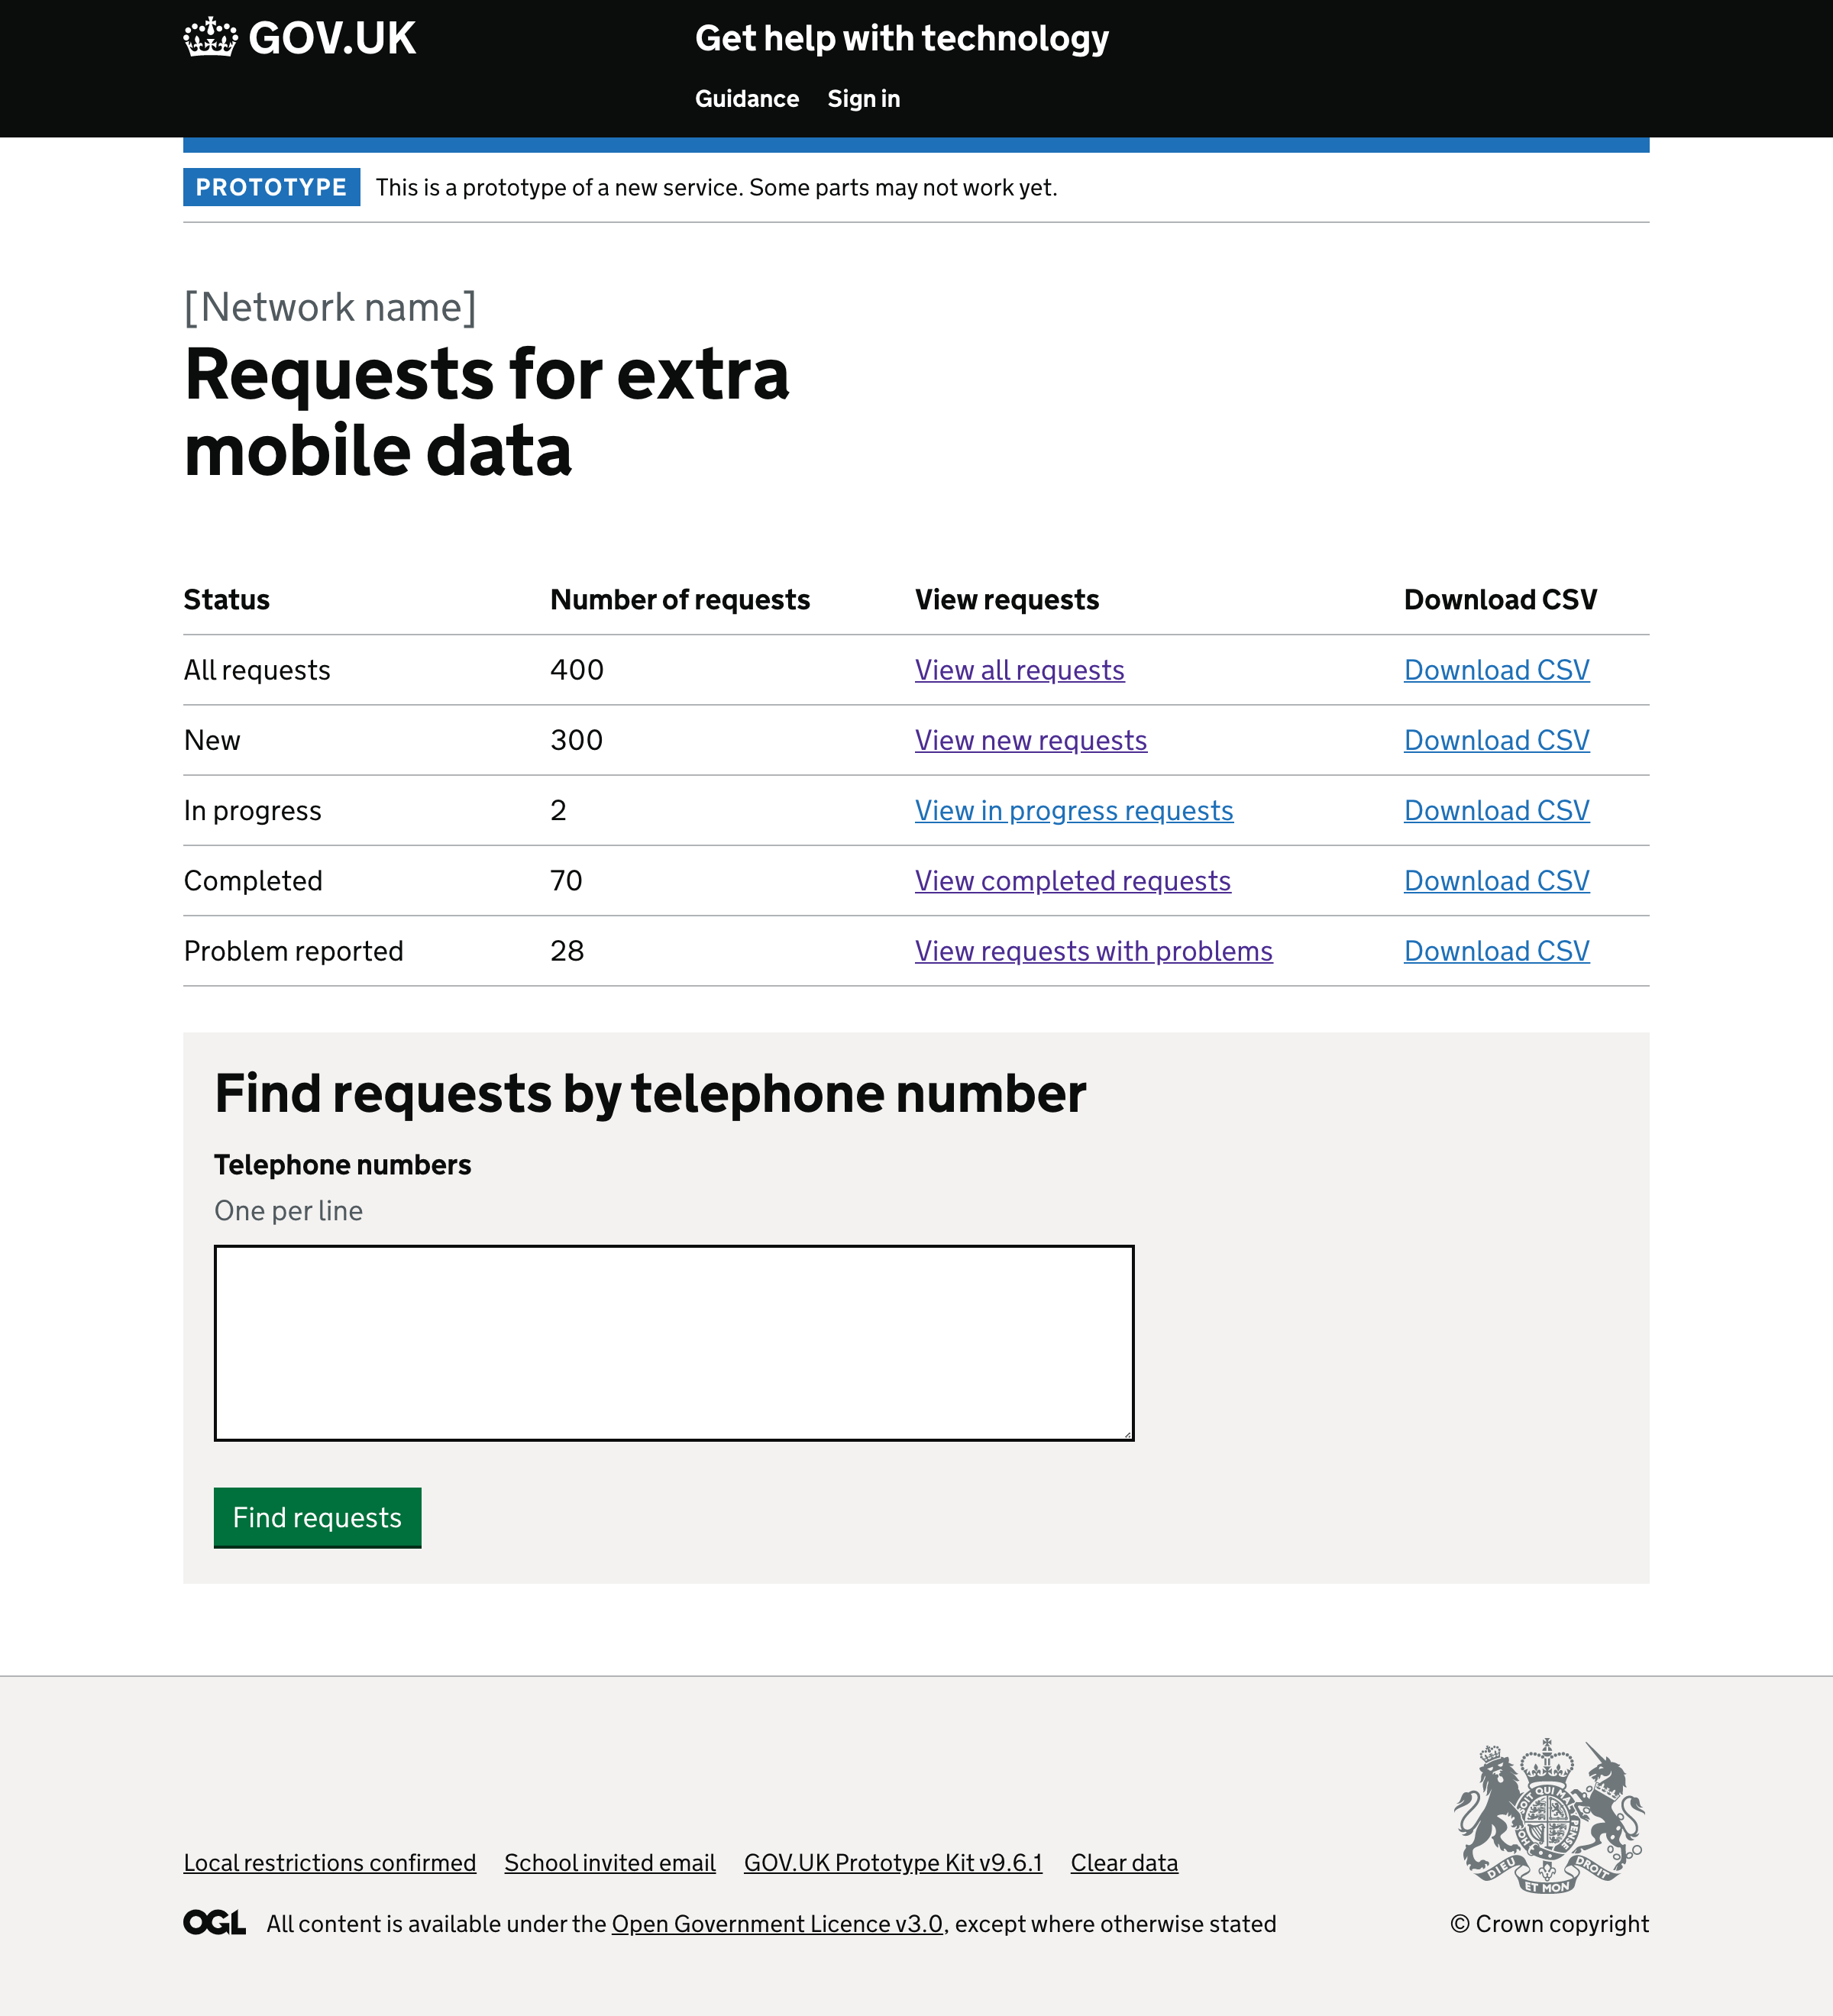 GOV.UK
Get help with technology
Guidance Sign in
PROTOTYPE This is a prototype of a new service. Some parts may not work yet.
[Network name]
Requests for extra
mobile data
Status Number of requests View requests Download CSV
All requests 400 View all requests Download CSV
New 300 View new requests Download CSV
In progress 2 View in progress requests Download CSV
Completed 70 View completed requests Download CSV
Problem reported 28 View requests with problems Download CSV
Find requests by telephone number
Telephone numbers
One per line
Find requests
Local restrictions confirmed School invited email GOV.UK Prototype Kit v9.6.1 Clear data
OGL All content is available under the Open Government Licence v3.0, except where otherwise stated
DIEU ET MON DROIT
© Crown copyright